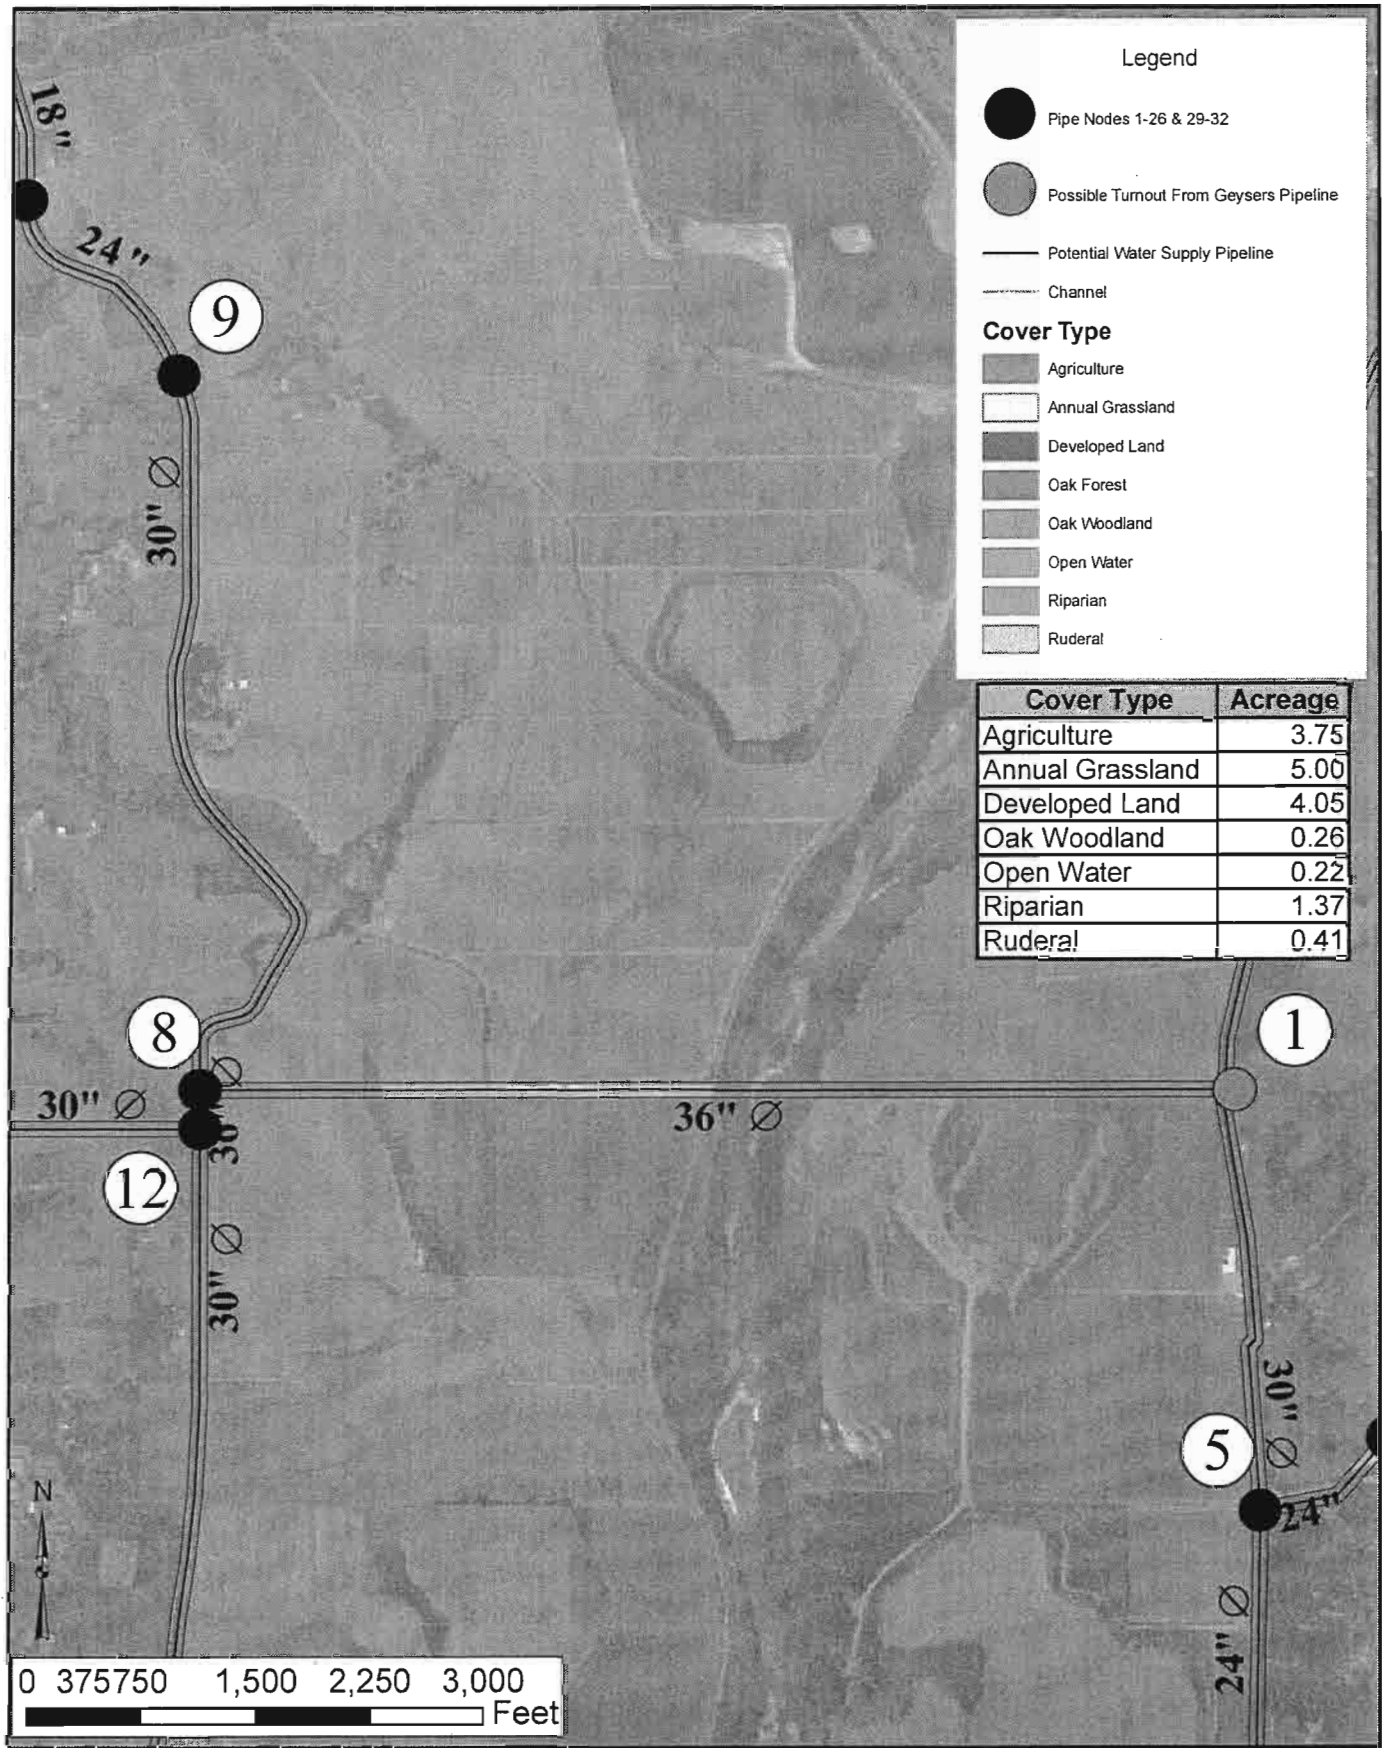 Legend
Pipe Nodes 1-26 & 29-32
Possible Turnout From Geysers Pipeline
Potential Water Supply Pipeline
Channel
Cover Type
Agriculture
Annual Grassland
Developed Land
Oak Forest
Oak Woodland
Open Water
Riparian
Ruderal
Cover Type Acreage
Agriculture 3.75
Annual Grassland 5.00
Developed Land 4.05
Oak Woodland 0.26
Open Water 0.22
Riparian 1.37
Ruderal 0.41
18"
24"
9
30" Ø
8
1
Ø
30" Ø
36" Ø
30
12
30" Ø
30" Ø
5
24"
24" Ø
N
0 375750 1,500 2,250 3,000
Feet